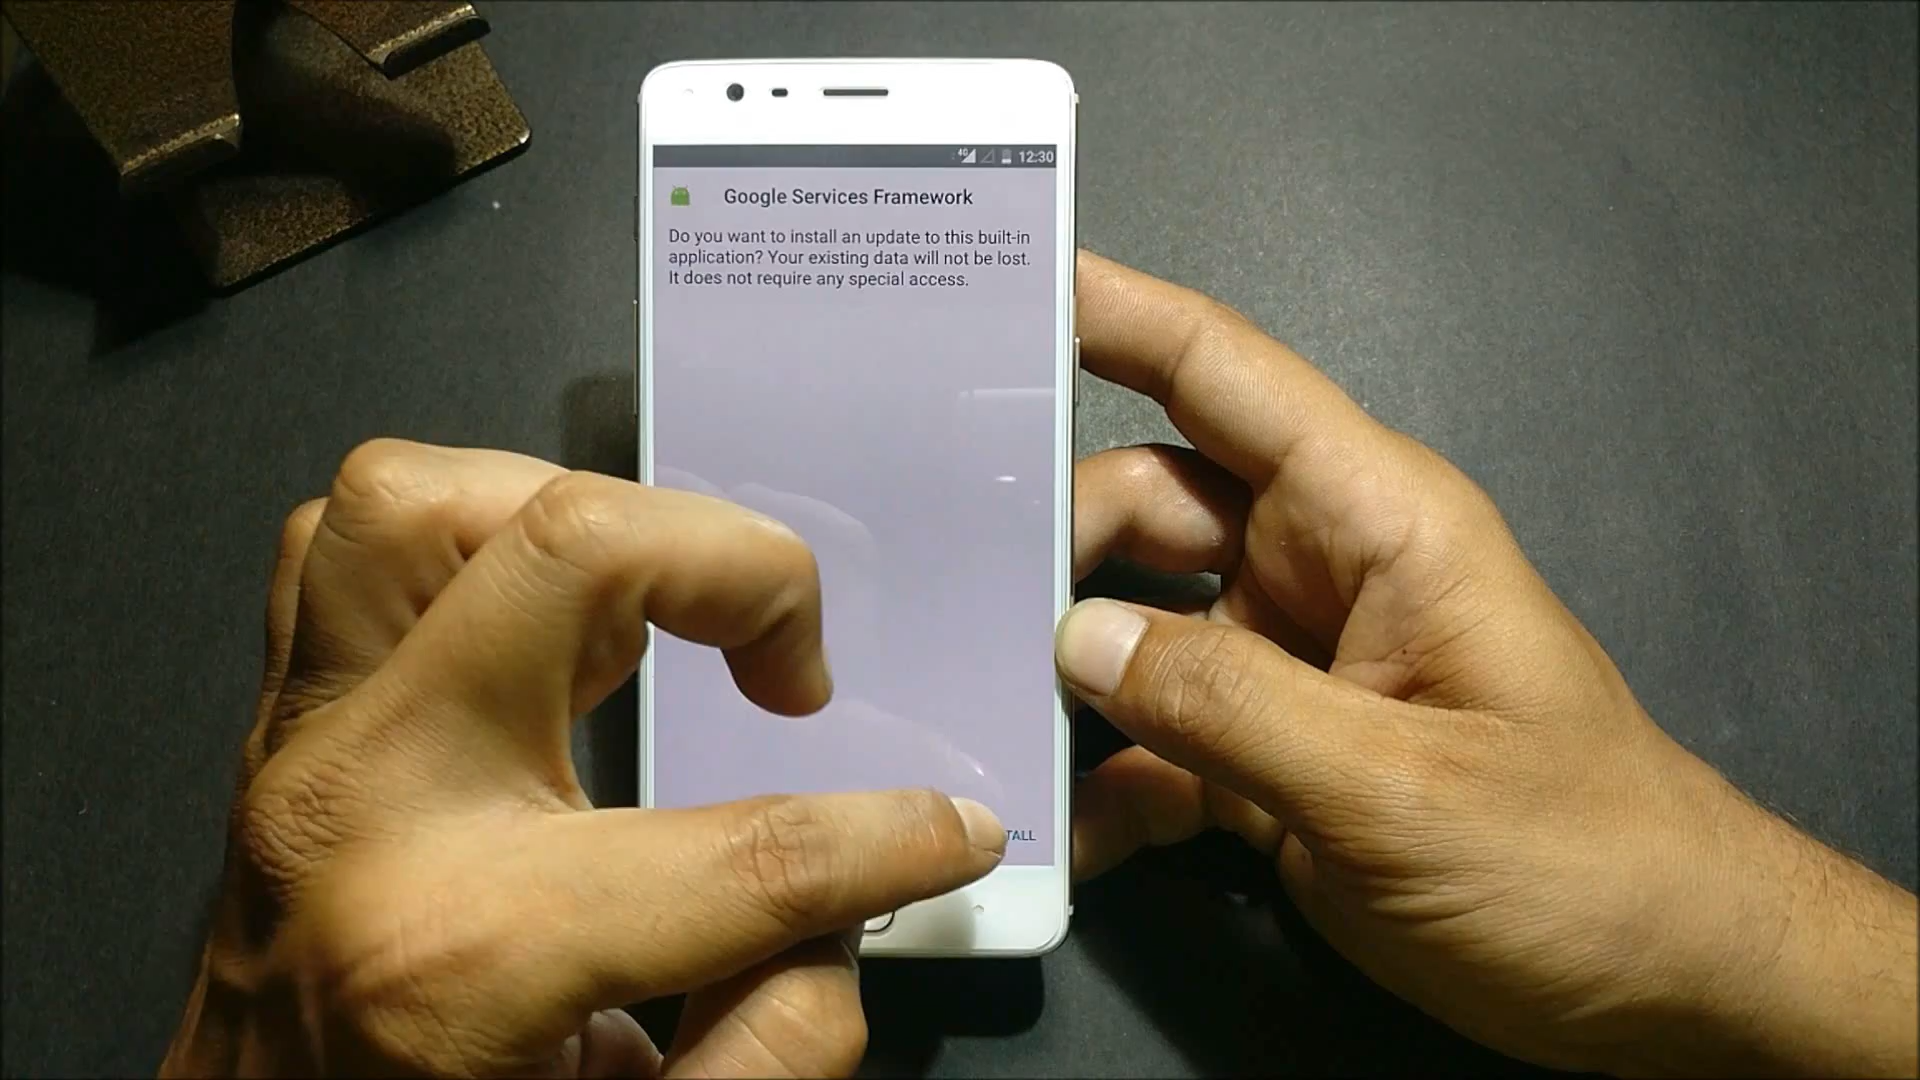 4G 12:30
Google Services Framework
Do you want to install an update to this built-in
application? Your existing data will not be lost.
It does not require any special access.
TALL